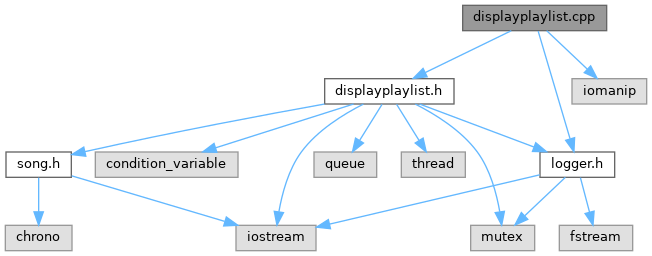 displayplaylist.cpp
displayplaylist.h
iomanip
song.h
condition_variable
queue
thread
logger.h
chrono
iostream
mutex
fstream